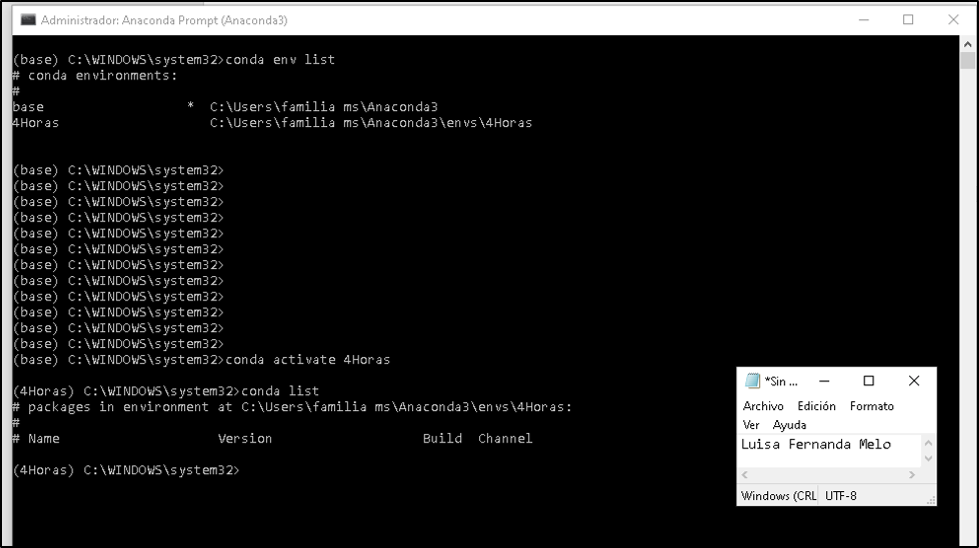 Administrador: Anaconda Prompt (Anaconda3)
(base) C:\WINDOWS\system32>conda env list
# conda environments:
#
base * C:\Users\familia ms\Anaconda3
4Horas C:\Users\familia ms\Anaconda3\envs\4Horas
(base) C:\WINDOWS\system32>
(base) C:\WINDOWS\system32>
(base) C:\WINDOWS\system32>
(base) C:\WINDOWS\system32>
(base) C:\WINDOWS\system32>
(base) C:\WINDOWS\system32>
(base) C:\WINDOWS\system32>
(base) C:\WINDOWS\system32>
(base) C:\WINDOWS\system32>
(base) C:\WINDOWS\system32>
(base) C:\WINDOWS\system32>
(base) C:\WINDOWS\system32>
(base) C:\WINDOWS\system32>conda activate 4Horas
(4Horas) C:\WINDOWS\system32>conda list
# packages in environment at C:\Users\familia ms\Anaconda3\envs\4Horas:
#
# Name Version Build Channel
(4Horas) C:\WINDOWS\system32>
*Sin ...
Archivo Edición Formato
Ver Ayuda
Luisa Fernanda Melo
Windows (CRL UTF-8